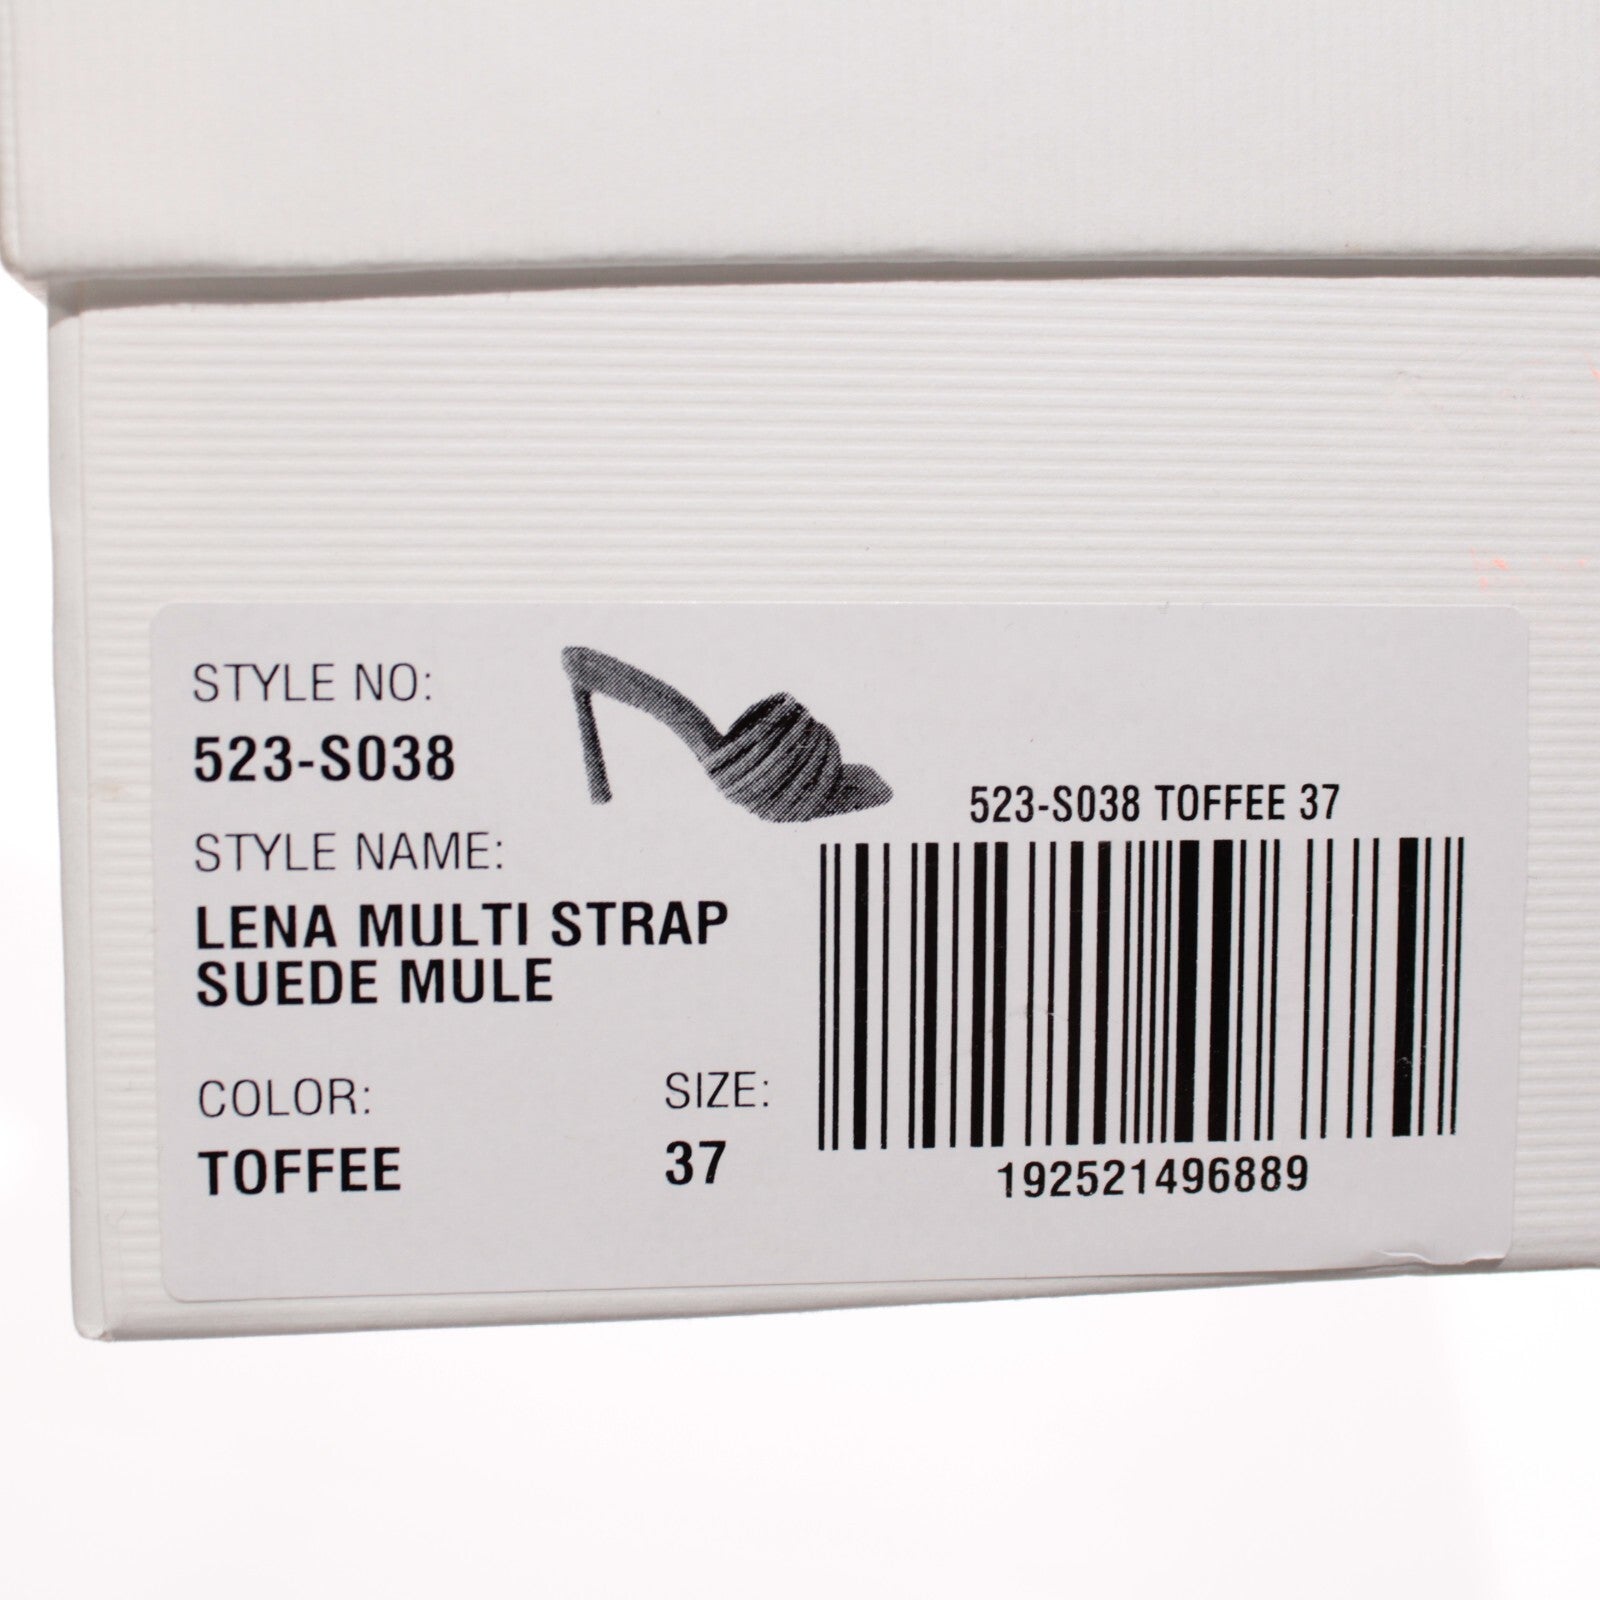 STYLE NO:
523-S038
STYLE NAME:
LENA MULTI STRAP
SUEDE MULE
COLOR:
TOFFEE
SIZE:
37
523-S038 TOFFEE 37
192521496889